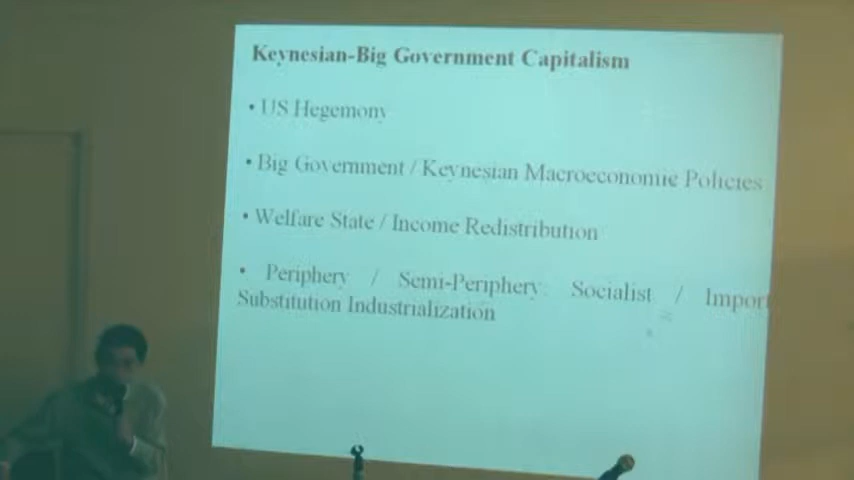 Keynesian-Big Government Capitalism
• US Hegemony
• Big Government / Keynesian Macroeconomic Policies
• Welfare State / Income Redistribution
• Periphery / Semi-Periphery: Socialist / Import
Substitution Industrialization